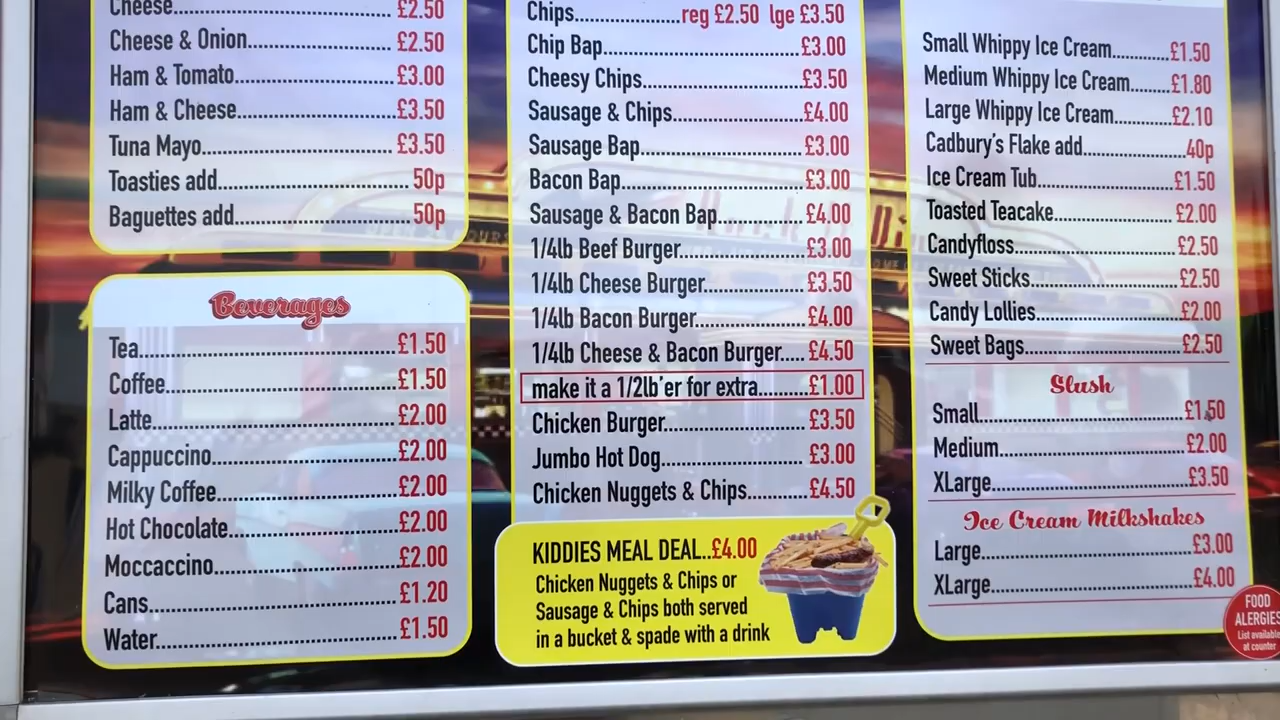 Cheese........ £2.50
Cheese & Onion........ £2.50
Ham & Tomato........ £3.00
Ham & Cheese........ £3.50
Tuna Mayo........ £3.50
Toasties add........ 50p
Baguettes add........ 50p
Beverages
Tea........ £1.50
Coffee........ £1.50
Latte........ £2.00
Cappuccino........ £2.00
Milky Coffee........ £2.00
Hot Chocolate........ £2.00
Moccaccino........ £2.00
Cans........ £1.20
Water........ £1.50
Chips........ reg £2.50 lge £3.50
Chip Bap........ £3.00
Cheesy Chips........ £3.50
Sausage & Chips........ £4.00
Sausage Bap........ £3.00
Bacon Bap........ £3.00
Sausage & Bacon Bap........ £4.00
1/4lb Beef Burger........ £3.00
1/4lb Cheese Burger........ £3.50
1/4lb Bacon Burger........ £4.00
1/4lb Cheese & Bacon Burger..... £4.50
make it a 1/2lb'er for extra........ £1.00
Chicken Burger........ £3.50
Jumbo Hot Dog........ £3.00
Chicken Nuggets & Chips........ £4.50
KIDDIES MEAL DEAL..£4.00
Chicken Nuggets & Chips or
Sausage & Chips both served
in a bucket & spade with a drink
Small Whippy Ice Cream........ £1.50
Medium Whippy Ice Cream........ £1.80
Large Whippy Ice Cream........ £2.10
Cadbury's Flake add........ 40p
Ice Cream Tub........ £1.50
Toasted Teacake........ £2.00
Candyfloss........ £2.50
Sweet Sticks........ £2.50
Candy Lollies........ £2.00
Sweet Bags........ £2.50
Slush
Small........ £1.50
Medium........ £2.00
XLarge........ £3.50
Ice Cream Milkshakes
Large........ £3.00
XLarge........ £4.00
FOOD
ALERGIES
List available
at counter